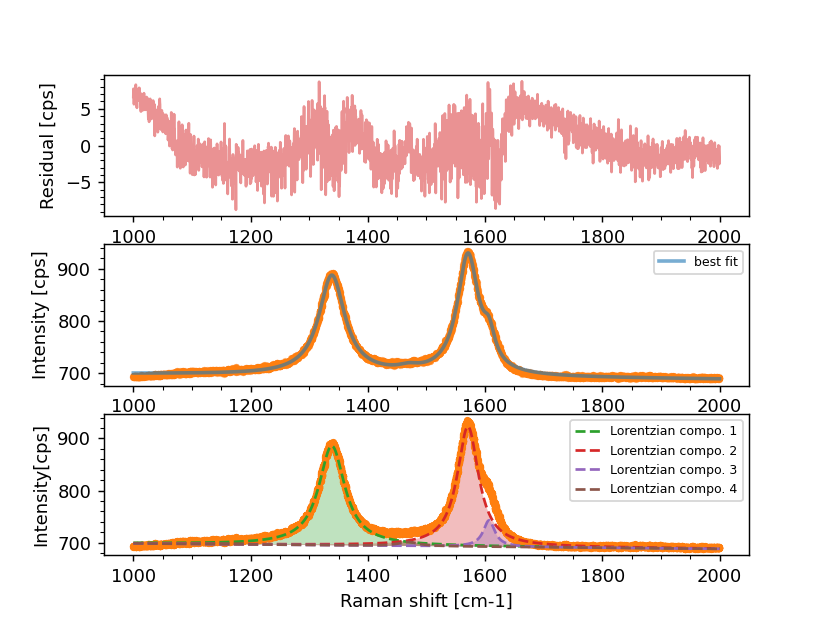 Residual [cps]
5
0
−5
1000 1200 1400 1600 1800 2000
Intensity [cps]
900
800
700
best fit
1000 1200 1400 1600 1800 2000
Intensity[cps]
900
800
700
Lorentzian compo. 1
Lorentzian compo. 2
Lorentzian compo. 3
Lorentzian compo. 4
1000 1200 1400 1600 1800 2000
Raman shift [cm-1]